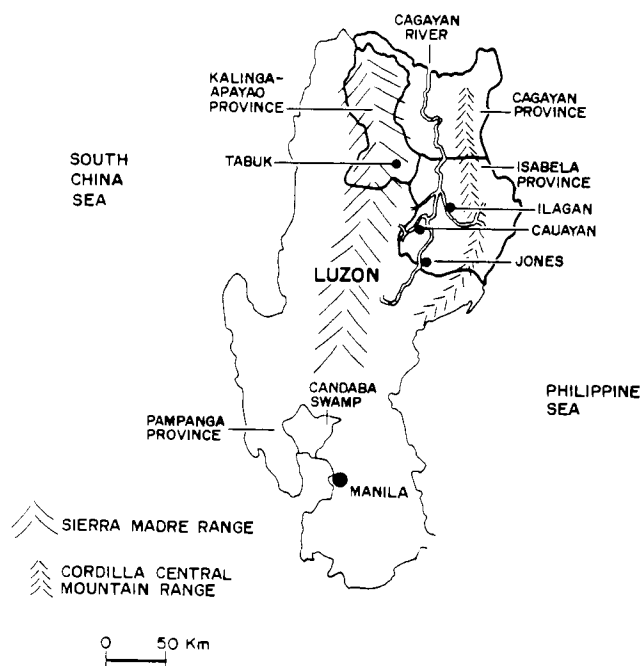 CAGAYAN
RIVER
KALINGA-
APAYAO
PROVINCE
CAGAYAN
PROVINCE
SOUTH
CHINA
SEA
TABUK
ISABELA
PROVINCE
ILAGAN
CAUAYAN
JONES
LUZON
CANDABA
SWAMP
PHILIPPINE
SEA
PAMPANGA
PROVINCE
MANILA
SIERRA MADRE RANGE
CORDILLA CENTRAL
MOUNTAIN RANGE
0 50 Km